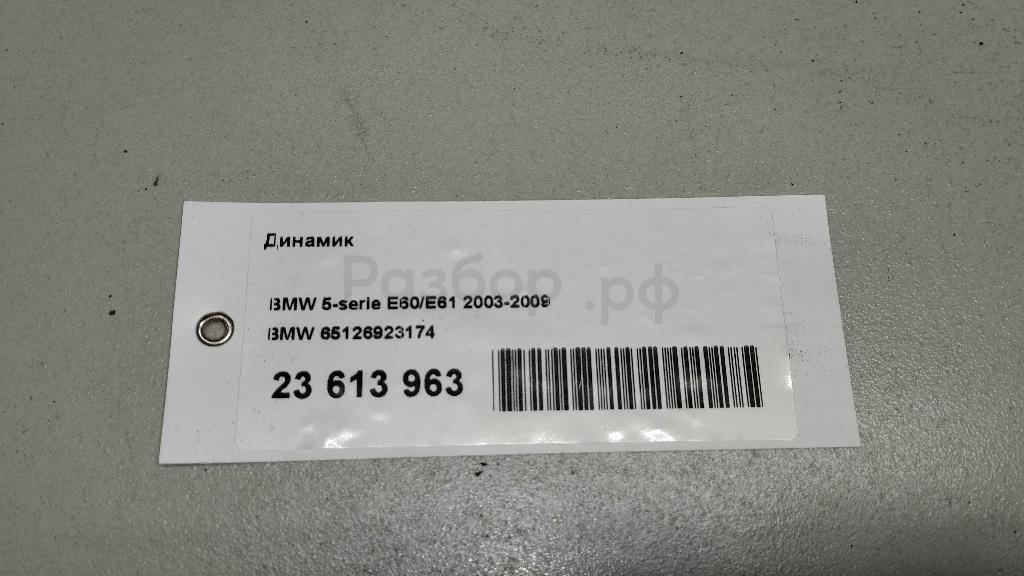 Динамик
Разбор.рф
BMW 5-serie E60/E61 2003-2009
BMW 65126923174
23 613 963